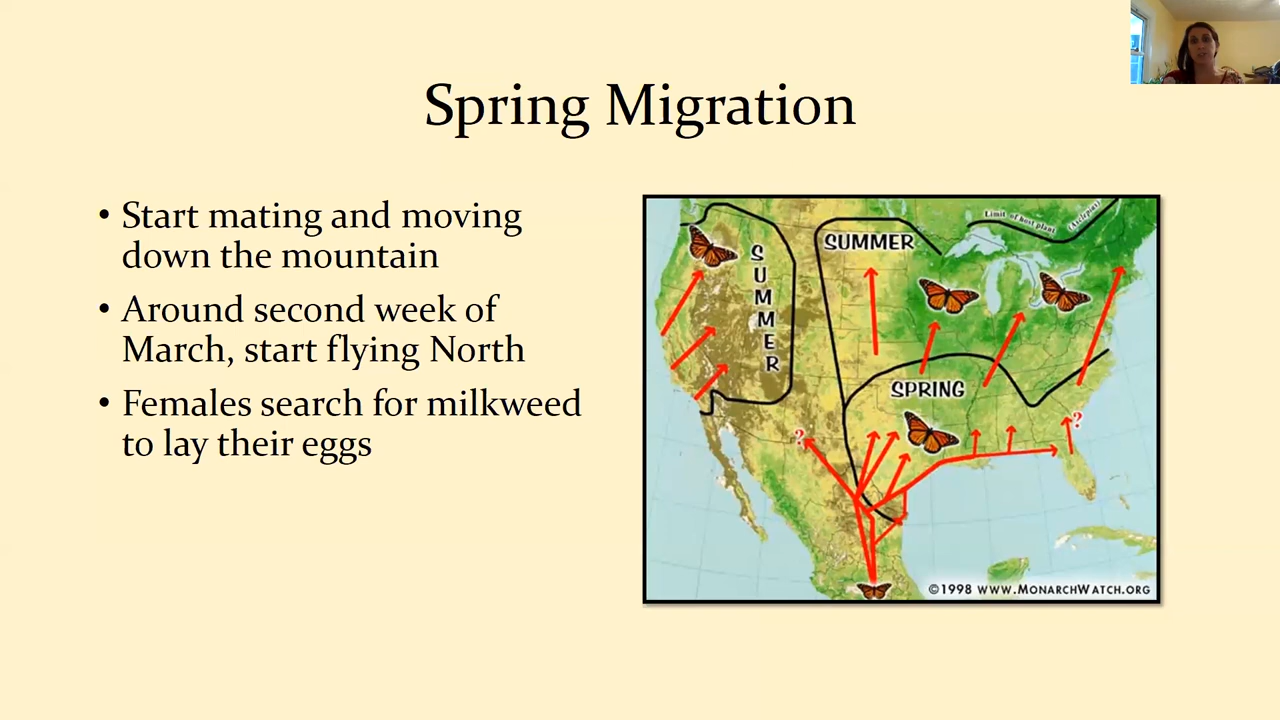 Spring Migration
• Start mating and moving
down the mountain
• Around second week of
March, start flying North
• Females search for milkweed
to lay their eggs
Limit of host plant
(Asclepias)
SUMMER
SUMMER
SPRING
?
?
©1998 www.MonarchWatch.org